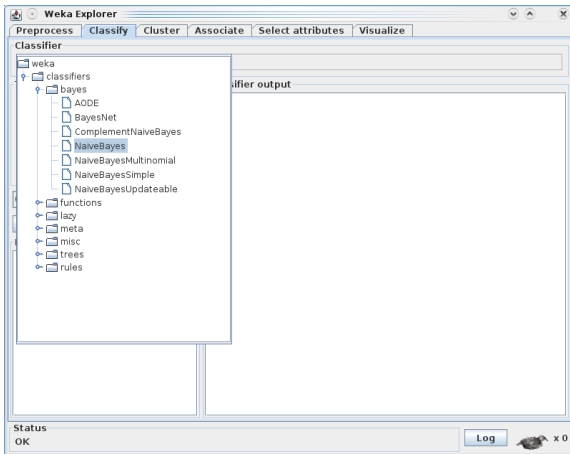 Weka Explorer
Preprocess Classify Cluster Associate Select attributes Visualize
Classifier
weka
classifiers
bayes
AODE
BayesNet
ComplementNaiveBayes
NaiveBayes
NaiveBayesMultinomial
NaiveBayesSimple
NaiveBayesUpdateable
functions
lazy
meta
misc
trees
rules
sifier output
Status
OK
Log
x 0